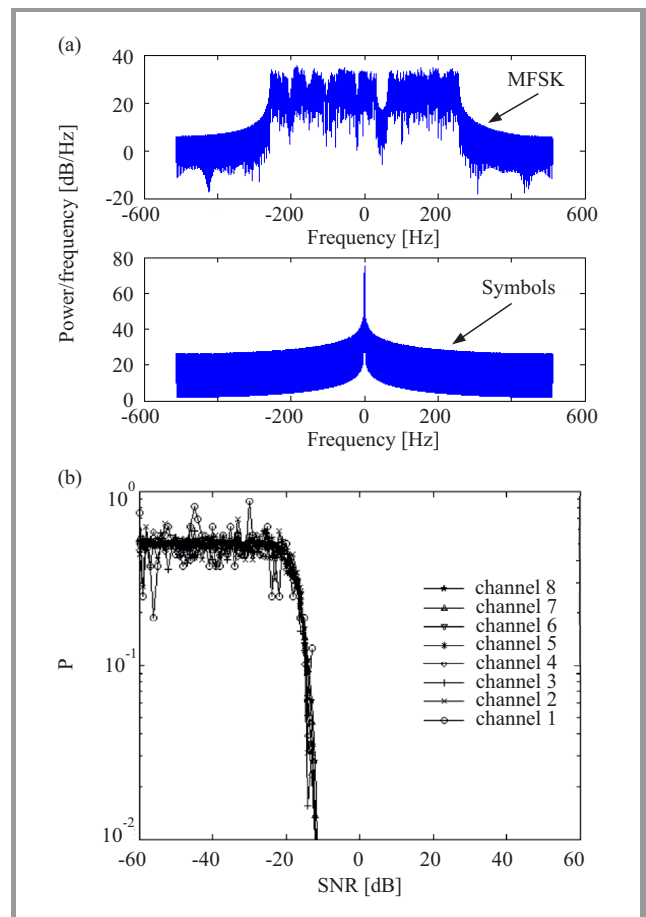 (a)
40
20
0
-20
-600
-400
-200
0
200
400
600
MFSK
Frequency [Hz]
Power/frequency [dB/Hz]
80
60
40
20
0
-600
-400
-200
0
200
400
600
Symbols
Frequency [Hz]
(b)
10^0
10^-1
10^-2
P
channel 8
channel 7
channel 6
channel 5
channel 4
channel 3
channel 2
channel 1
-60
-40
-20
0
20
40
60
SNR [dB]